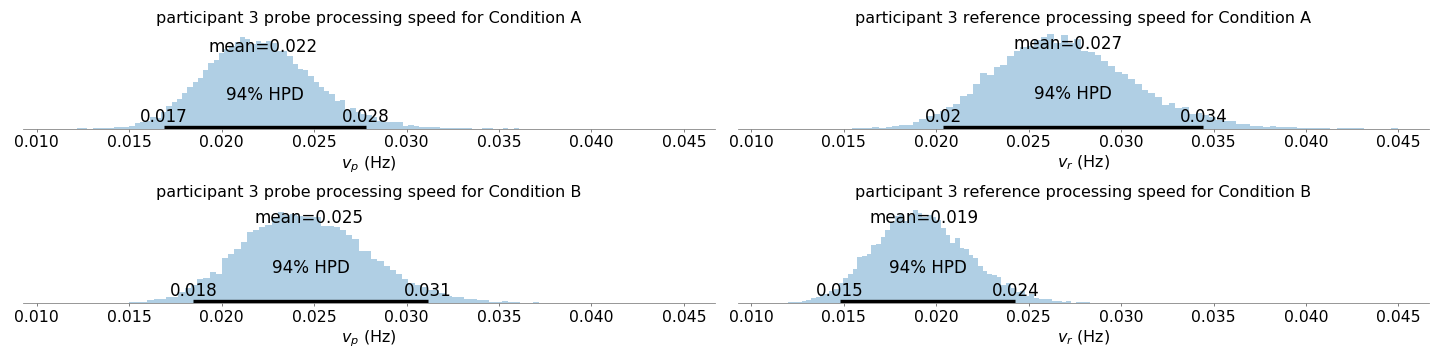 participant 3 probe processing speed for Condition A
mean=0.022
94% HPD
0.017 0.028
0.010 0.015 0.020 0.025 0.030 0.035 0.040 0.045
vₚ (Hz)
participant 3 reference processing speed for Condition A
mean=0.027
94% HPD
0.02 0.034
0.010 0.015 0.020 0.025 0.030 0.035 0.040 0.045
vᵣ (Hz)
participant 3 probe processing speed for Condition B
mean=0.025
94% HPD
0.018 0.031
0.010 0.015 0.020 0.025 0.030 0.035 0.040 0.045
vₚ (Hz)
participant 3 reference processing speed for Condition B
mean=0.019
94% HPD
0.015 0.024
0.010 0.015 0.020 0.025 0.030 0.035 0.040 0.045
vᵣ (Hz)